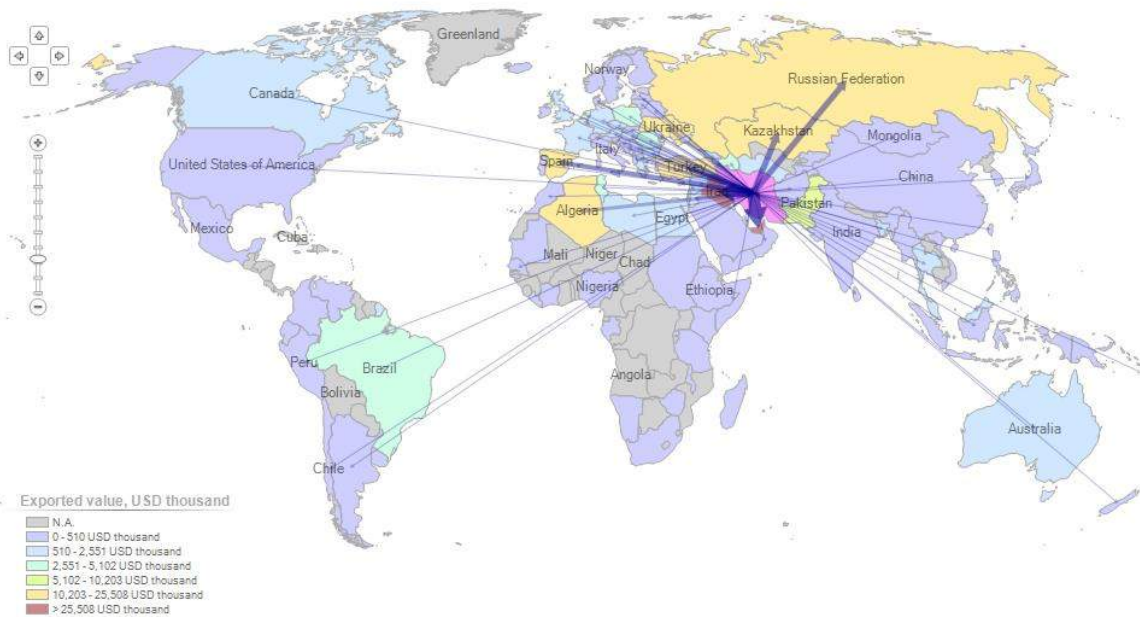 Greenland
Norway
Russian Federation
Canada
Ukraine
Kazakhstan
Mongolia
Italy
United States of America
Spain
Turkey
China
Iraq
Pakistan
Algeria
Egypt
Mexico
India
Cuba
Mali
Niger
Chad
Nigeria
Ethiopia
Peru
Brazil
Angola
Bolivia
Australia
Chile
Exported value, USD thousand
N.A.
0 - 510 USD thousand
510 - 2,551 USD thousand
2,551 - 5,102 USD thousand
5,102 - 10,203 USD thousand
10,203 - 25,508 USD thousand
> 25,508 USD thousand